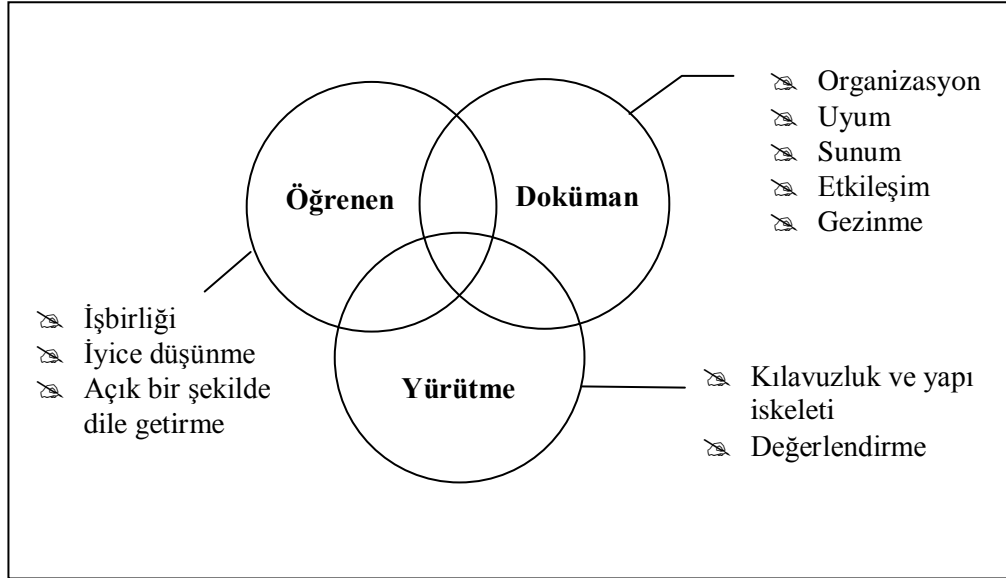 Öğrenen
Doküman
Yürütme
Organizasyon
Uyum
Sunum
Etkileşim
Gezinme
İşbirliği
İyice düşünme
Açık bir şekilde
dile getirme
Kılavuzluk ve yapı
iskeleti
Değerlendirme